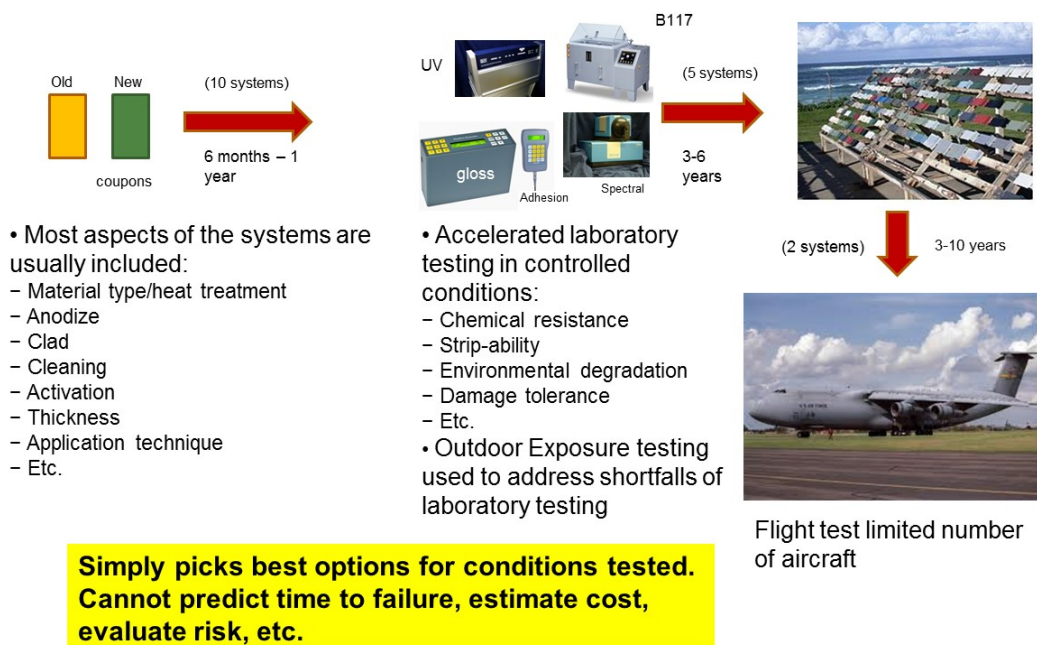 Old
New
(10 systems)
coupons
6 months – 1
year
UV
B117
(5 systems)
gloss
Adhesion
Spectral
3-6
years
• Most aspects of the systems are
usually included:
− Material type/heat treatment
− Anodize
− Clad
− Cleaning
− Activation
− Thickness
− Application technique
− Etc.
• Accelerated laboratory
testing in controlled
conditions:
− Chemical resistance
− Strip-ability
− Environmental degradation
− Damage tolerance
− Etc.
• Outdoor Exposure testing
used to address shortfalls of
laboratory testing
(2 systems)
3-10 years
U.S. AIR FORCE
Flight test limited number
of aircraft
Simply picks best options for conditions tested.
Cannot predict time to failure, estimate cost,
evaluate risk, etc.